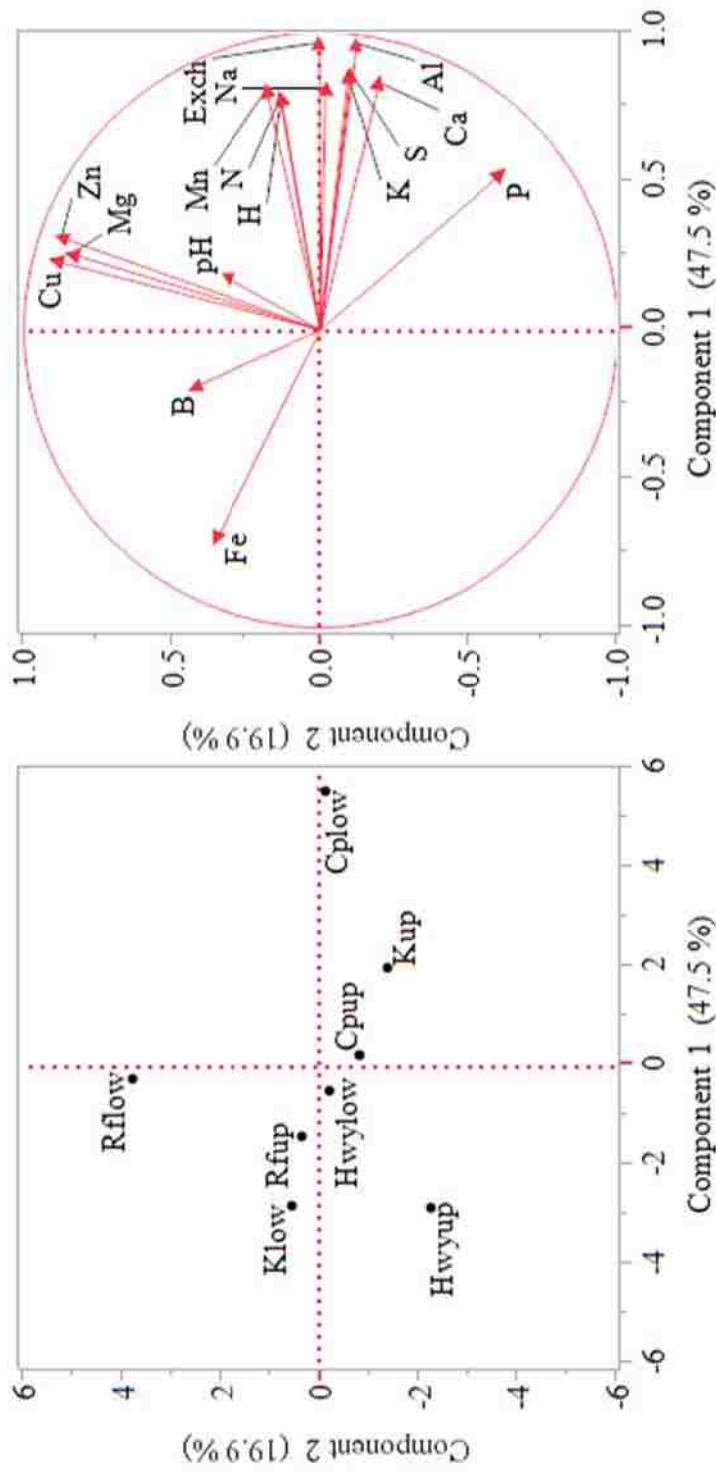 6
4
2
0
-2
-4
-6
Component 2 (19.9%)
Rflow
Klow
Rfup
Hwylow
Cpup
Kup
Cplow
Hwyup
-6
-4
-2
0
2
4
6
Component 1 (47.5 %)
1.0
0.5
0.0
-0.5
-1.0
Component 2 (19.9%)
Cu
Zn
Mg
B
pH
Mn
N
H
Exch
Na
Fe
K
S
Al
Ca
P
-1.0
-0.5
0.0
0.5
1.0
Component 1 (47.5 %)